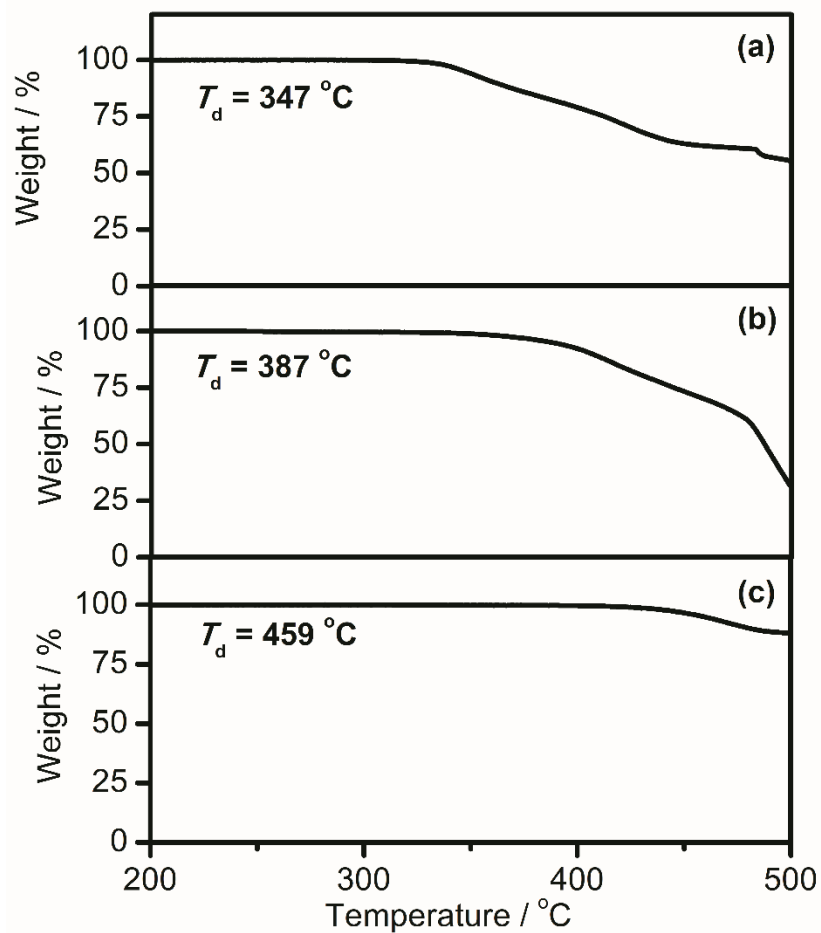 (a)
100
T_d = 347 °C
75
Weight / %
50
25
0
(b)
100
T_d = 387 °C
75
Weight / %
50
25
0
(c)
100
T_d = 459 °C
75
Weight / %
50
25
0
200 300 400 500
Temperature / °C